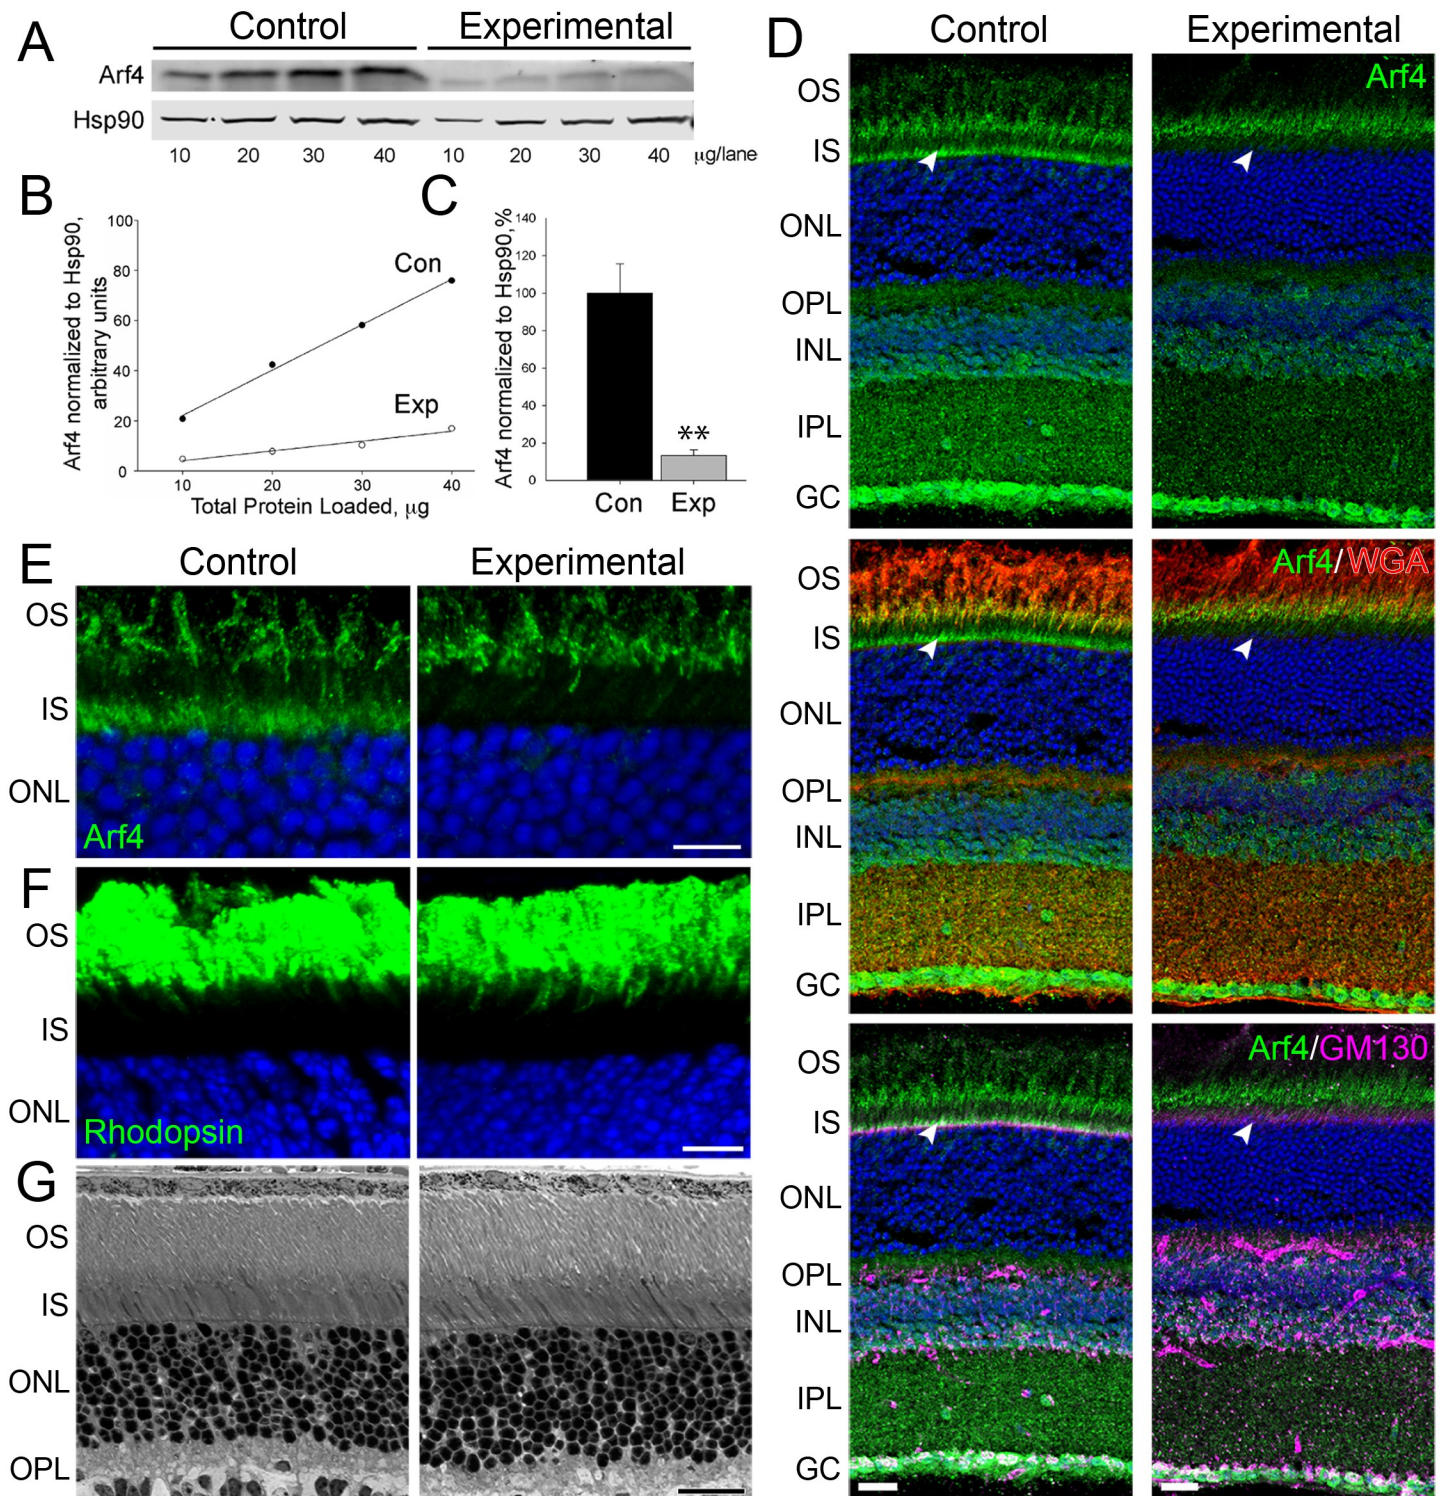 A
Control Experimental
Arf4
Hsp90
10 20 30 40 10 20 30 40 μg/lane
B
Arf4 normalized to Hsp90,
arbitrary units
100
80
60
40
20
0
Con
Exp
10 20 30 40
Total Protein Loaded, μg
C
Arf4 normalized to Hsp90,%
140
120
100
80
60
40
20
0
**
Con Exp
D
Control Experimental
Arf4
OS
IS
ONL
OPL
INL
IPL
GC
Arf4/WGA
OS
IS
ONL
OPL
INL
IPL
GC
Arf4/GM130
OS
IS
ONL
OPL
INL
IPL
GC
E
Control Experimental
OS
IS
ONL
Arf4
F
OS
IS
ONL
Rhodopsin
G
OS
IS
ONL
OPL